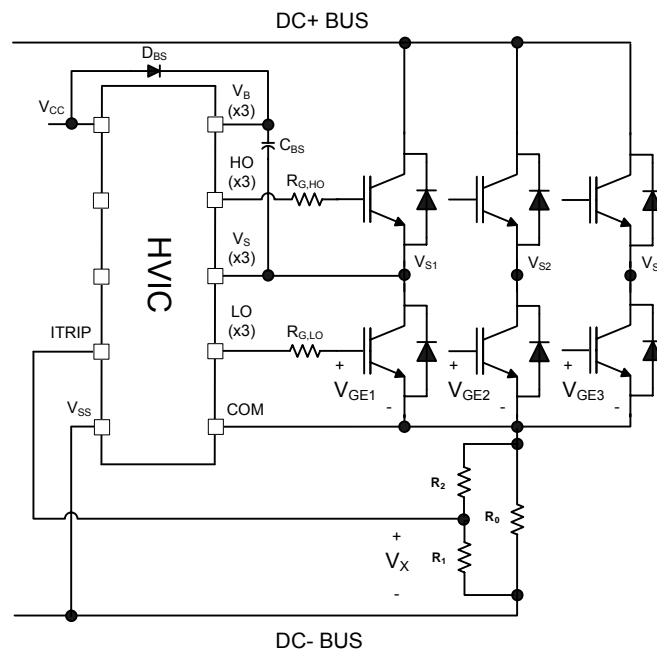 DC+ BUS
DBS
VCC
VB
(x3)
CBS
HO
(x3)
RG,HO
HVIC
VS
(x3)
VS1
VS2
VS
LO
(x3)
ITRIP
RG,LO
+
VGE1
-
+
VGE2
-
+
VGE3
-
VSS
COM
R2
R0
+
VX
-
R1
DC- BUS